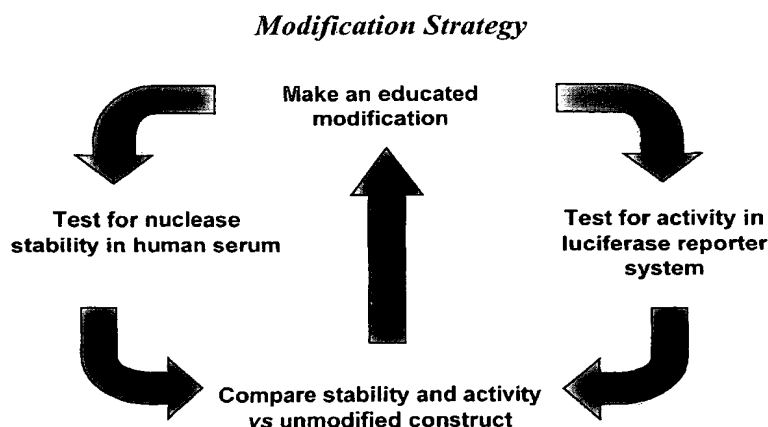 Modification Strategy
Make an educated
modification
Test for nuclease
stability in human serum
Test for activity in
luciferase reporter
system
Compare stability and activity
vs unmodified construct